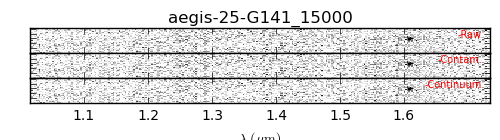 aegis-25-G141_15000
Raw
-Contam
-Continuum
1.1 1.2 1.3 1.4 1.5 1.6
λ (μm)